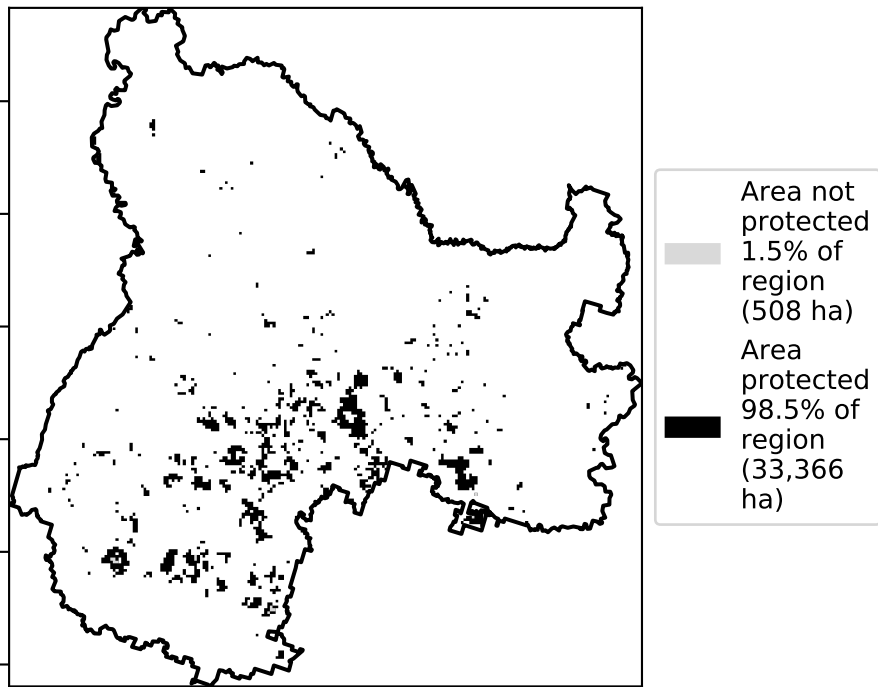 Area not
protected
1.5% of
region
(508 ha)
Area
protected
98.5% of
region
(33,366
ha)